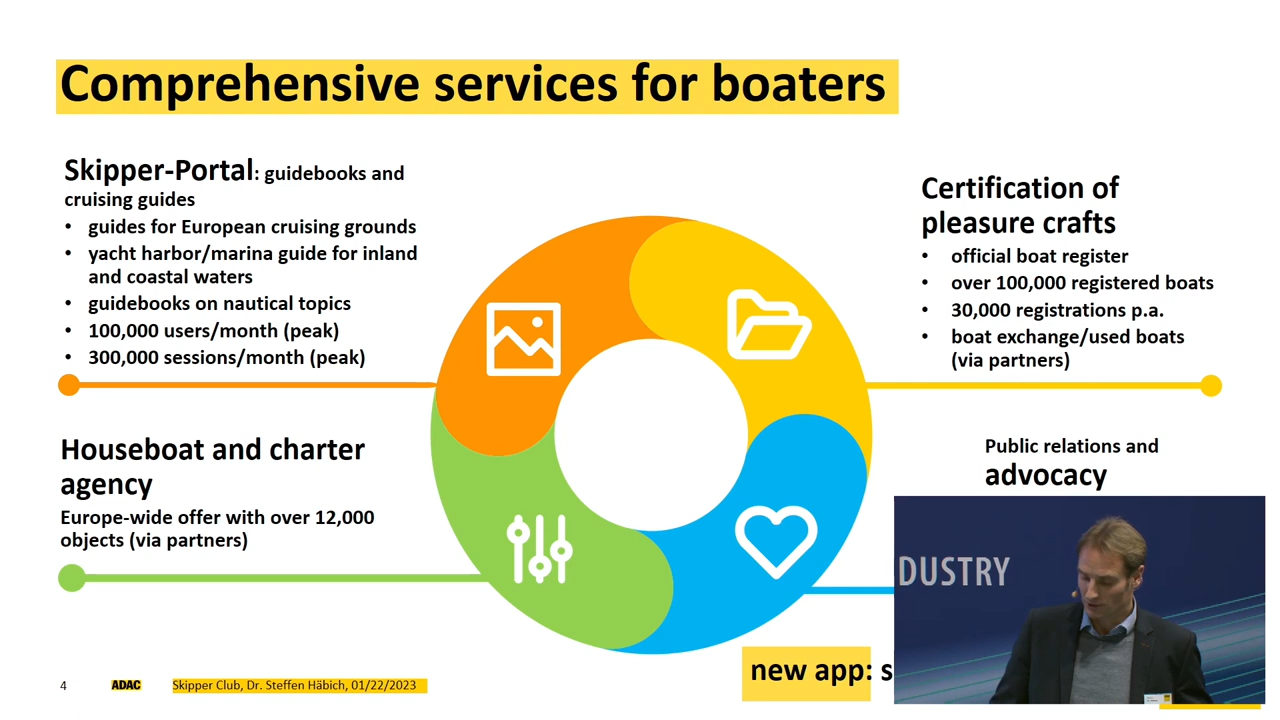 Comprehensive services for boaters
Skipper-Portal: guidebooks and
cruising guides
• guides for European cruising grounds
• yacht harbor/marina guide for inland
and coastal waters
• guidebooks on nautical topics
• 100,000 users/month (peak)
• 300,000 sessions/month (peak)
Houseboat and charter
agency
Europe-wide offer with over 12,000
objects (via partners)
Certification of
pleasure crafts
• official boat register
• over 100,000 registered boats
• 30,000 registrations p.a.
• boat exchange/used boats
(via partners)
Public relations and
advocacy
DUSTRY
new app: s
4
ADAC
Skipper Club, Dr. Steffen Häbich, 01/22/2023